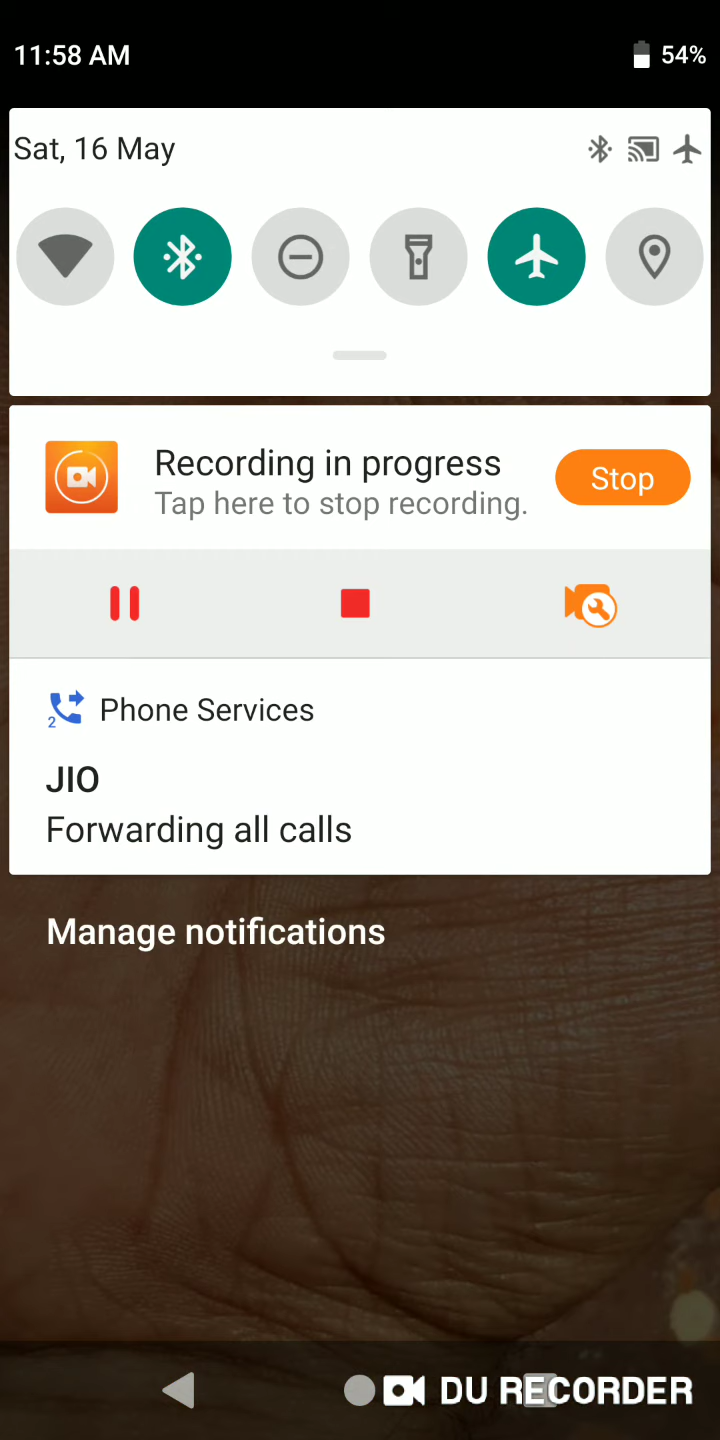 11:58 AM
54%
Sat, 16 May
Recording in progress
Tap here to stop recording.
Stop
2
Phone Services
JIO
Forwarding all calls
Manage notifications
DU RECORDER